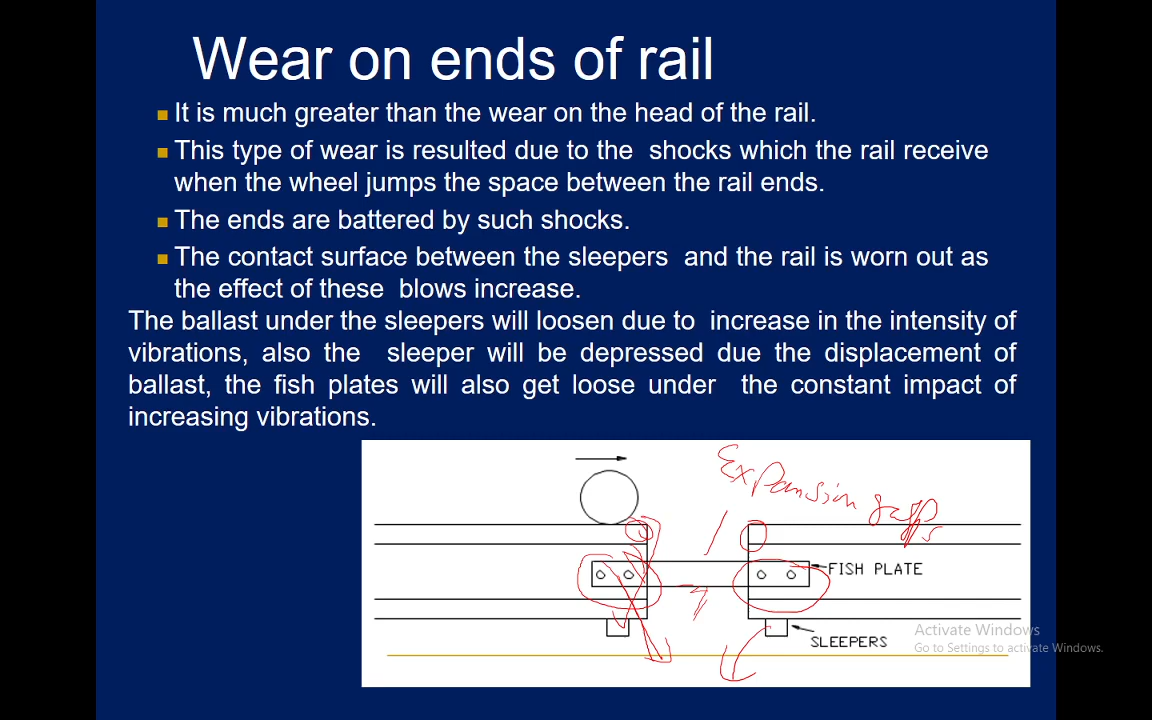 Wear on ends of rail
It is much greater than the wear on the head of the rail.
This type of wear is resulted due to the shocks which the rail receive
when the wheel jumps the space between the rail ends.
The ends are battered by such shocks.
The contact surface between the sleepers and the rail is worn out as
the effect of these blows increase.
The ballast under the sleepers will loosen due to increase in the intensity of
vibrations, also the sleeper will be depressed due the displacement of
ballast, the fish plates will also get loose under the constant impact of
increasing vibrations.
Expansion gapps
FISH PLATE
SLEEPERS
Activate Windows
Go to Settings to activate Windows.